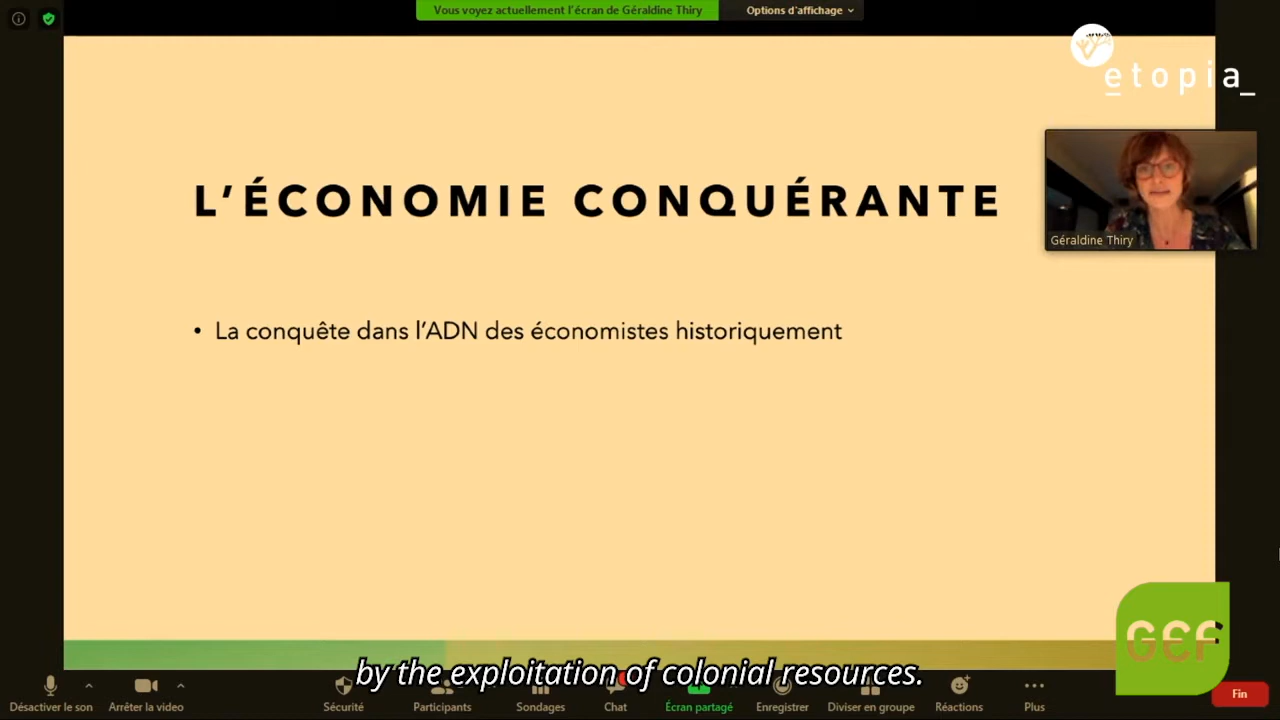 Vous voyez actuellement l'écran de Géraldine Thiry
Options d'affichage
etopia_
L'ÉCONOMIE CONQUÉRANTE
Géraldine Thiry
• La conquête dans l'ADN des économistes historiquement
GEF
by the exploitation of colonial resources.
Désactiver le son
Arrêter la video
Sécurité
Participants
Sondages
Chat
Écran partagé
Enregistrer
Diviser en groupe
Réactions
Plus
Fin